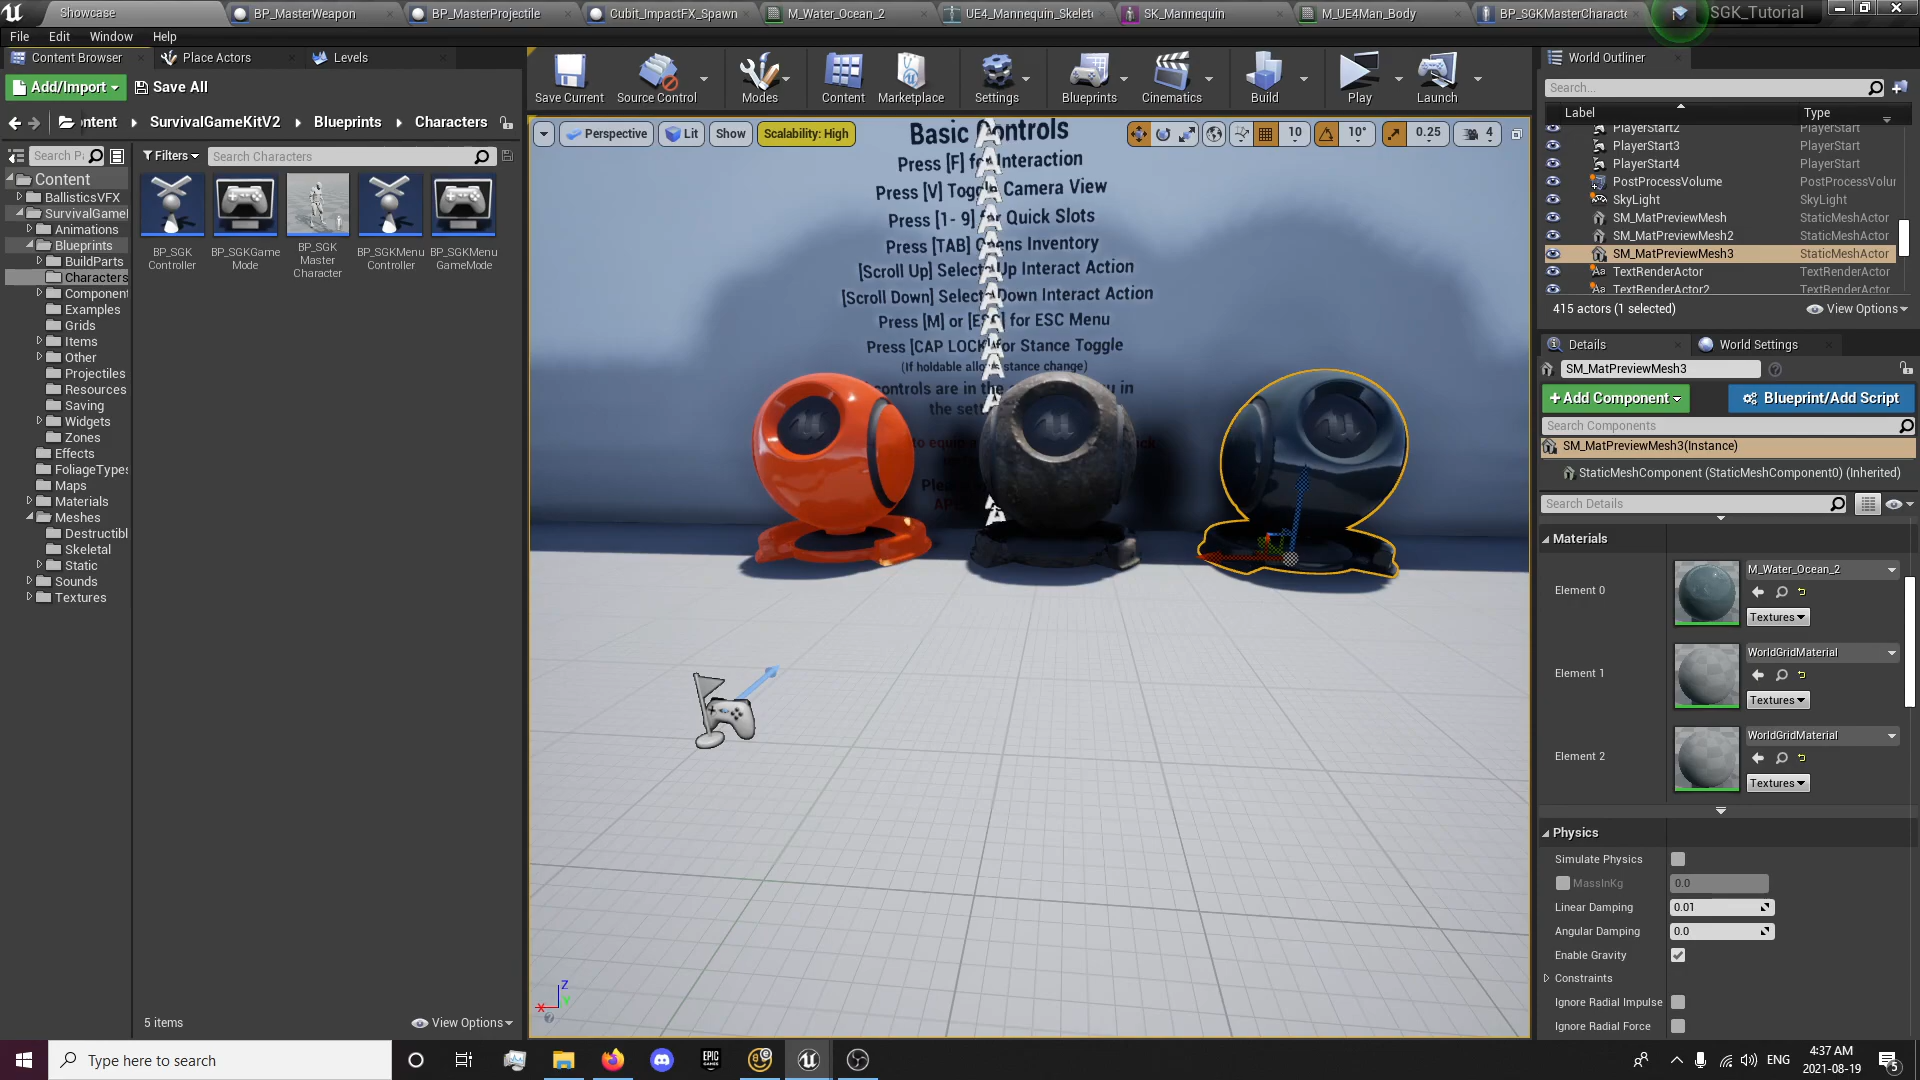 Showcase
BP_MasterWeapon
BP_MasterProjectile
Cubit_ImpactFX_Spawn
M_Water_Ocean_2
UE4_Mannequin_Skelet
SK_Mannequin
M_UE4Man_Body
BP_SGKMasterCharacte
SGK_Tutorial
File Edit Window Help
Content Browser
Place Actors
Levels
Add/Import
Save All
ontent
SurvivalGameKitV2
Blueprints
Characters
Search P
Filters
Search Characters
Content
BallisticsVFX
SurvivalGameI
Animations
Blueprints
BuildParts
Characters
Component
Examples
Grids
Items
Other
Projectiles
Resources
Saving
Widgets
Zones
Effects
FoliageTypes
Maps
Materials
Meshes
Destructibl
Skeletal
Static
Sounds
Textures
BP_SGK
Controller
BP_SGKGame
Mode
BP_SGK
Master
Character
BP_SGKMenu
Controller
BP_SGKMenu
GameMode
5 items
View Options
Save Current
Source Control
Modes
Content
Marketplace
Settings
Blueprints
Cinematics
Build
Play
Launch
Perspective
Lit
Show
Scalability: High
10
10°
0.25
4
Basic Controls
Press [F] for Interaction
Press [V] Toggle Camera View
Press [1- 9] for Quick Slots
Press [TAB] Opens Inventory
[Scroll Up] Selects Up Interact Action
[Scroll Down] Selects Down Interact Action
Press [M] or [ESC] for ESC Menu
Press [CAP LOCK] for Stance Toggle
(If holdable allows stance change)
controls are in the
in
the
to equip a
X
Y
Z
World Outliner
Search...
Label
Type
PlayerStart2 PlayerStart
PlayerStart3 PlayerStart
PlayerStart4 PlayerStart
PostProcessVolume PostProcessVolur
SkyLight SkyLight
SM_MatPreviewMesh StaticMeshActor
SM_MatPreviewMesh2 StaticMeshActor
SM_MatPreviewMesh3 StaticMeshActor
TextRenderActor TextRenderActor
TextRenderActor2 TextRenderActor
415 actors (1 selected)
View Options
Details
World Settings
SM_MatPreviewMesh3
+Add Component
Blueprint/Add Script
Search Components
SM_MatPreviewMesh3(Instance)
StaticMeshComponent (StaticMeshComponent0) (Inherited)
Search Details
Materials
Element 0
M_Water_Ocean_2
Textures
Element 1
WorldGridMaterial
Textures
Element 2
WorldGridMaterial
Textures
Physics
Simulate Physics
MassInKg 0.0
Linear Damping 0.01
Angular Damping 0.0
Enable Gravity
Constraints
Ignore Radial Impulse
Ignore Radial Force
Type here to search
EPIC
GAMES
ENG
4:37 AM
2021-08-19
5